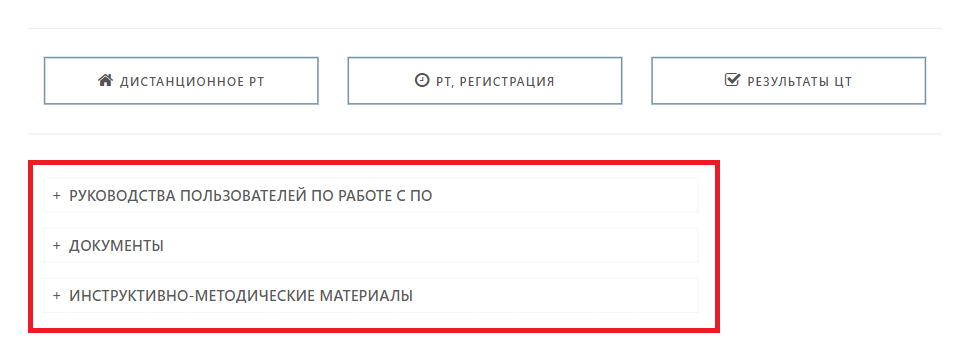 ДИСТАНЦИОННОЕ РТ
РТ, РЕГИСТРАЦИЯ
РЕЗУЛЬТАТЫ ЦТ
+ РУКОВОДСТВА ПОЛЬЗОВАТЕЛЕЙ ПО РАБОТЕ С ПО
+ ДОКУМЕНТЫ
+ ИНСТРУКТИВНО-МЕТОДИЧЕСКИЕ МАТЕРИАЛЫ